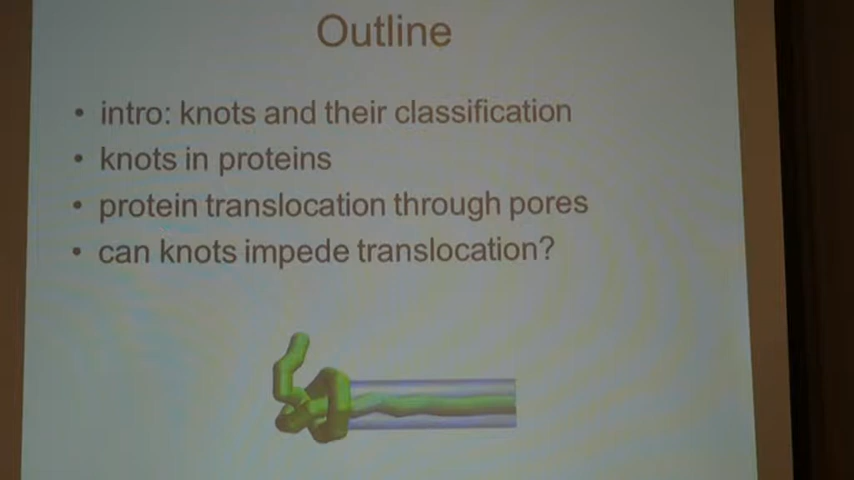 Outline
• intro: knots and their classification
• knots in proteins
• protein translocation through pores
• can knots impede translocation?